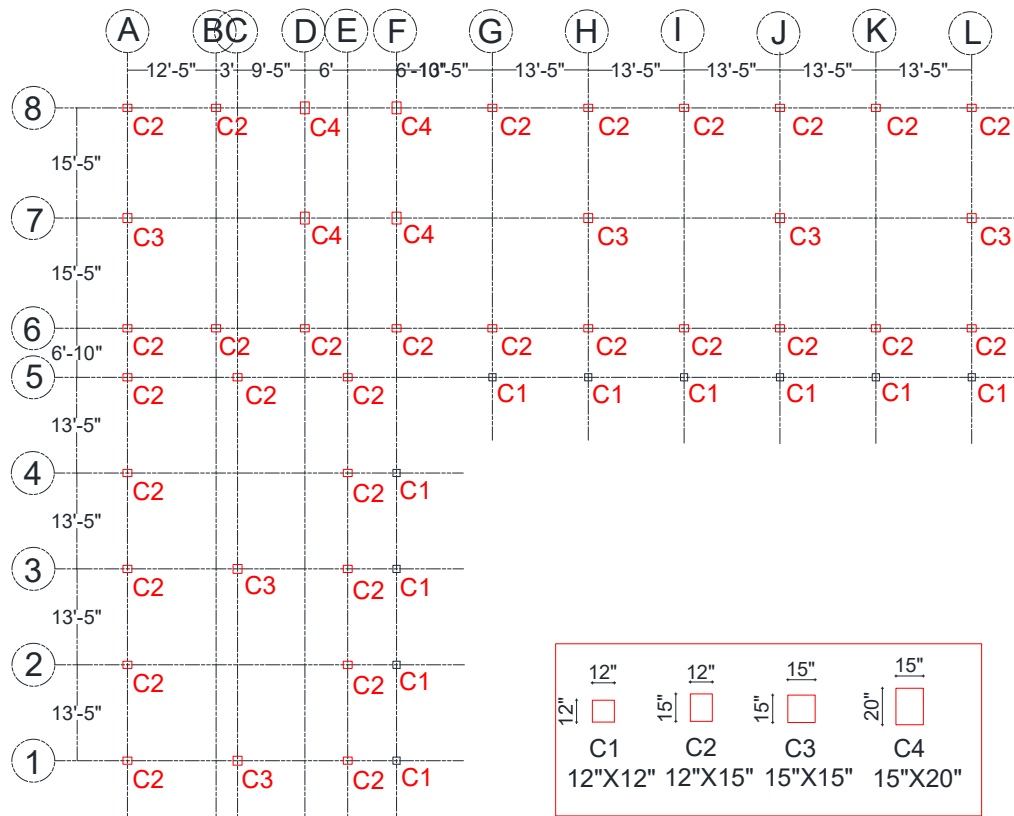 A B C D E F G H I J K L
12'-5" 3' 9'-5" 6' 6'-10" 13'-5" 13'-5" 13'-5" 13'-5" 13'-5" 13'-5"
8
C2 C2 C4 C4 C2 C2 C2 C2 C2 C2
15'-5"
7
C3 C4 C4 C3 C3 C3
15'-5"
6
C2 C2 C2 C2 C2 C2 C2 C2 C2 C2
6'-10"
5
C2 C2 C2 C1 C1 C1 C1 C1 C1
13'-5"
4
C2 C2 C1
13'-5"
3
C2 C3 C2 C1
13'-5"
2
C2 C2 C1
13'-5"
1
C2 C3 C2 C1
12" 12" 15" 15"
12" 15" 15" 20"
C1 C2 C3 C4
12"X12" 12"X15" 15"X15" 15"X20"